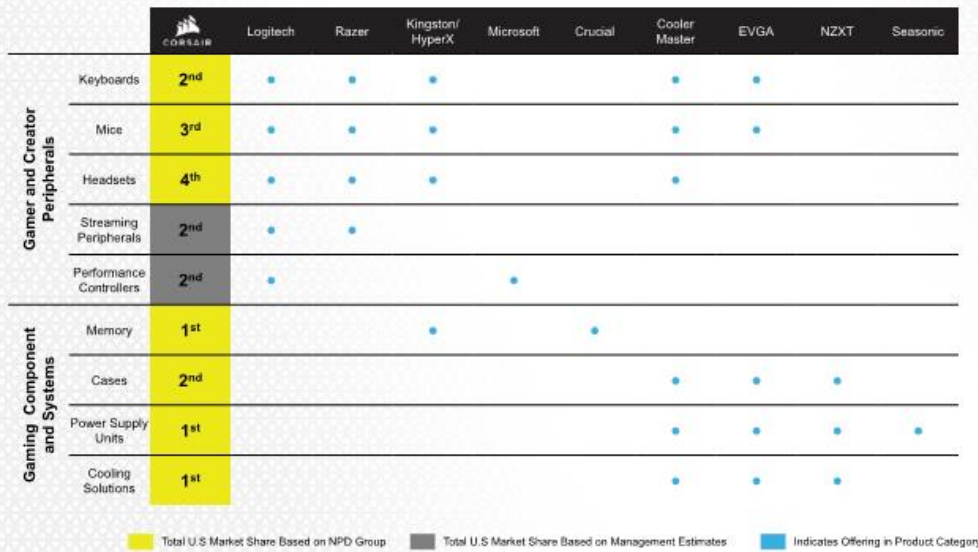 CORSAIR Logitech Razer Kingston/ HyperX Microsoft Crucial Cooler Master EVGA NZXT Seasonic
Gamer and Creator Peripherals
Keyboards 2nd
Mice 3rd
Headsets 4th
Streaming Peripherals 2nd
Performance Controllers 2nd
Gaming Component and Systems
Memory 1st
Cases 2nd
Power Supply Units 1st
Cooling Solutions 1st
Total U.S Market Share Based on NPD Group Total U.S Market Share Based on Management Estimates Indicates Offering in Product Category